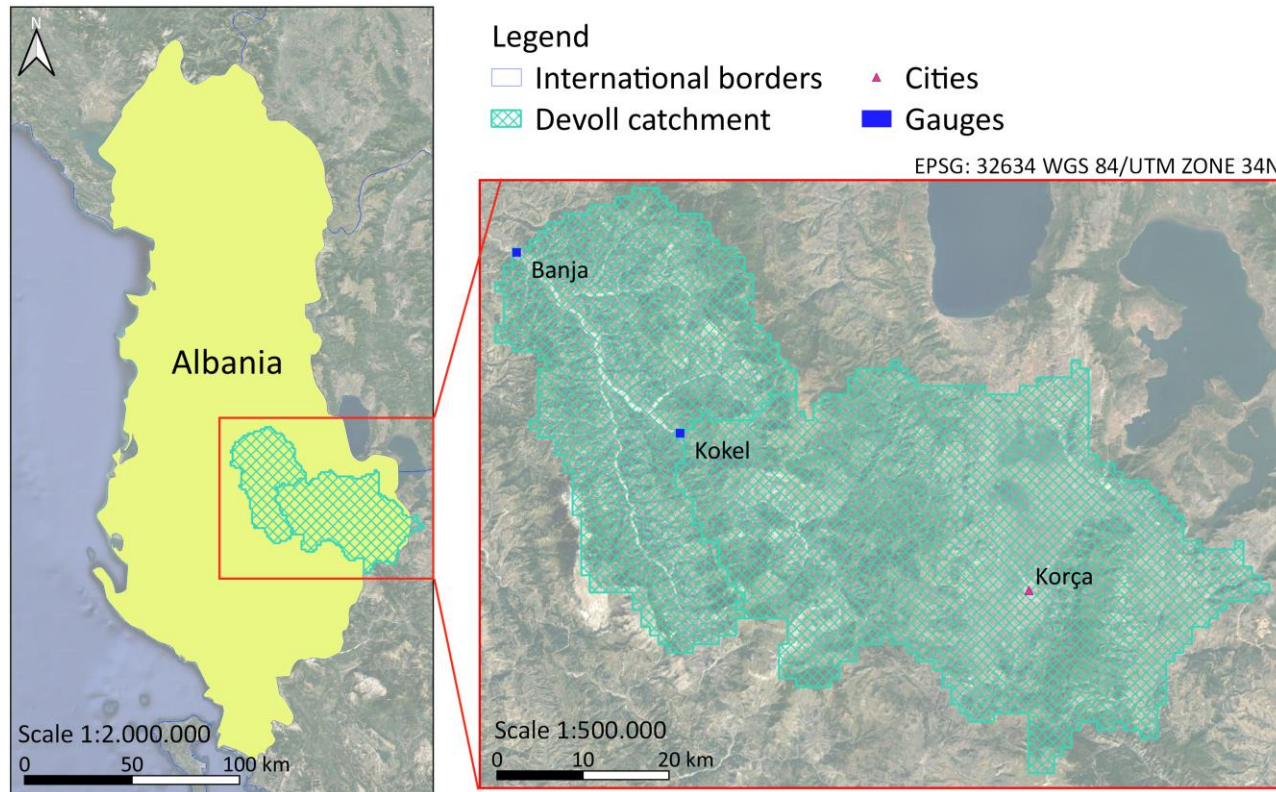 N
Albania
Scale 1:2.000.000
0 50 100 km
Legend
International borders
Cities
Devoll catchment
Gauges
EPSG: 32634 WGS 84/UTM ZONE 34N
Banja
Kokel
Korça
Scale 1:500.000
0 10 20 km